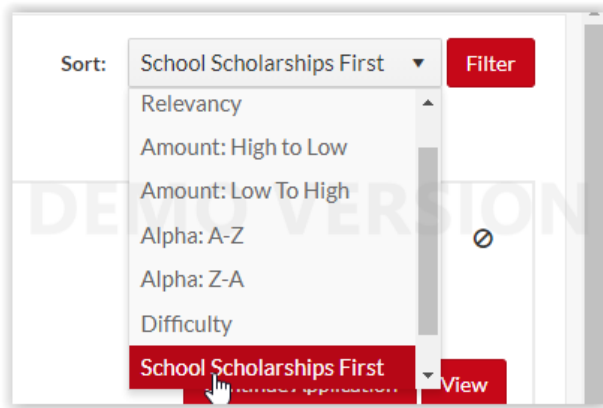 Sort: School Scholarships First Filter
Relevancy
Amount: High to Low
Amount: Low To High
DEMO VERSION
Alpha: A-Z
Alpha: Z-A
Difficulty
School Scholarships First
Application View